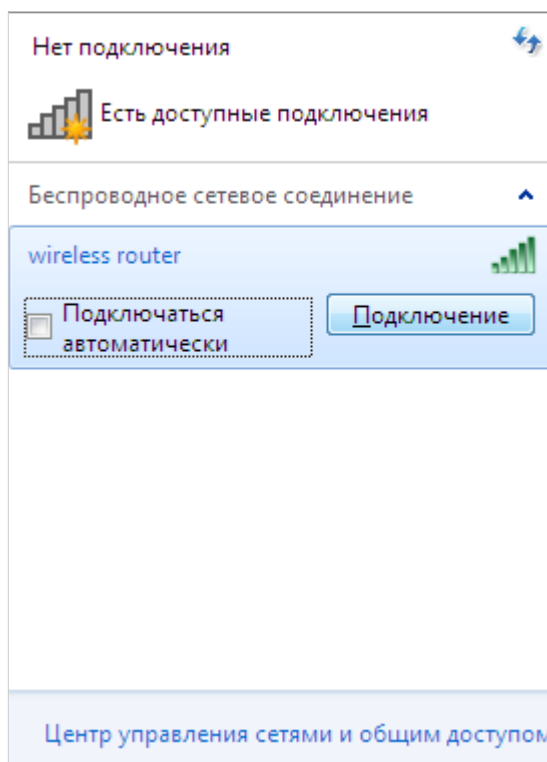 Нет подключения
Есть доступные подключения
Беспроводное сетевое соединение
wireless router
Подключаться
автоматически
Подключение
Центр управления сетями и общим доступом